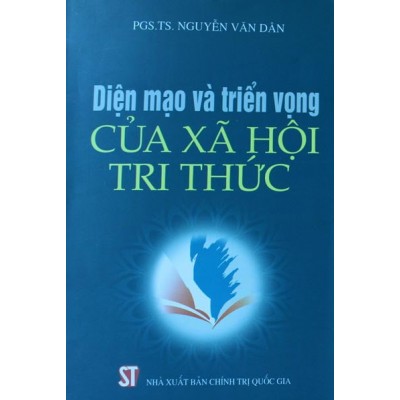 PGS.TS. NGUYỄN VĂN DÂN
Diện mạo và triển vọng
CỦA XÃ HỘI
TRI THỨC
ST
NHÀ XUẤT BẢN CHÍNH TRỊ QUỐC GIA